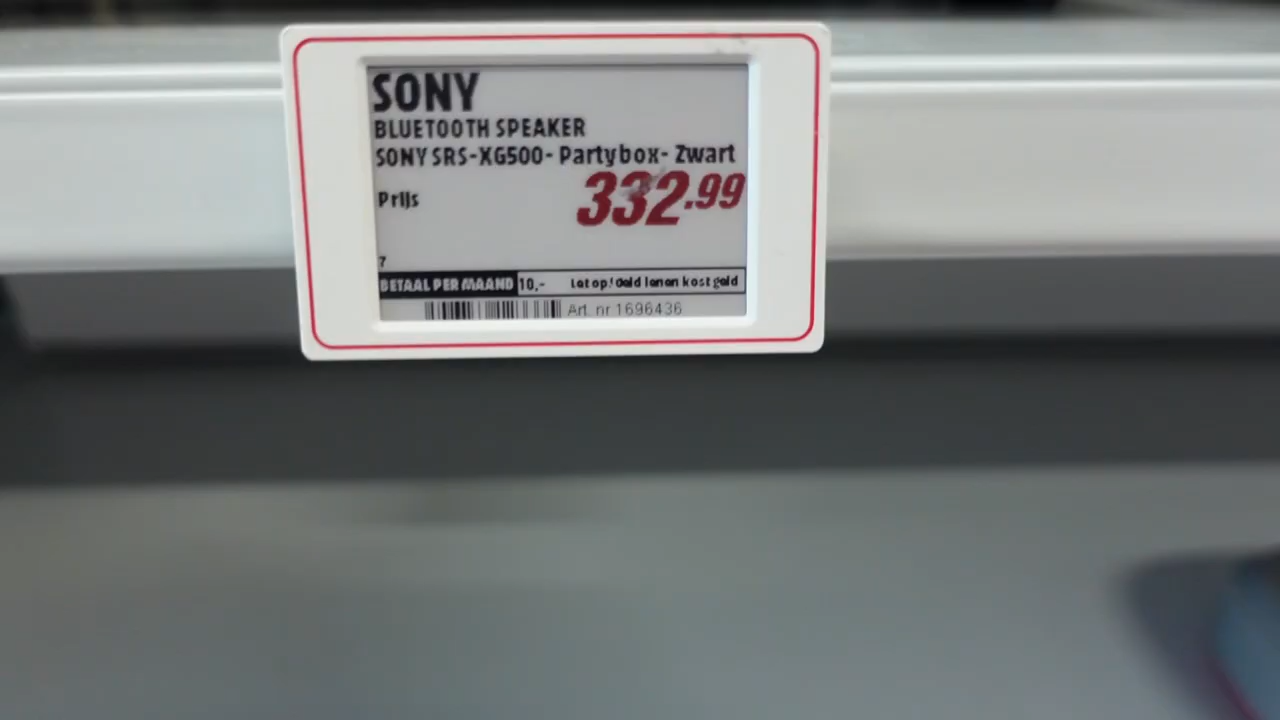 SONY
BLUETOOTH SPEAKER
SONY SRS-XG500- Partybox- Zwart
Prijs 332.99
7
BETAAL PER MAAND 10,- Let op! Geld lenen kost geld
Art. nr 1696436